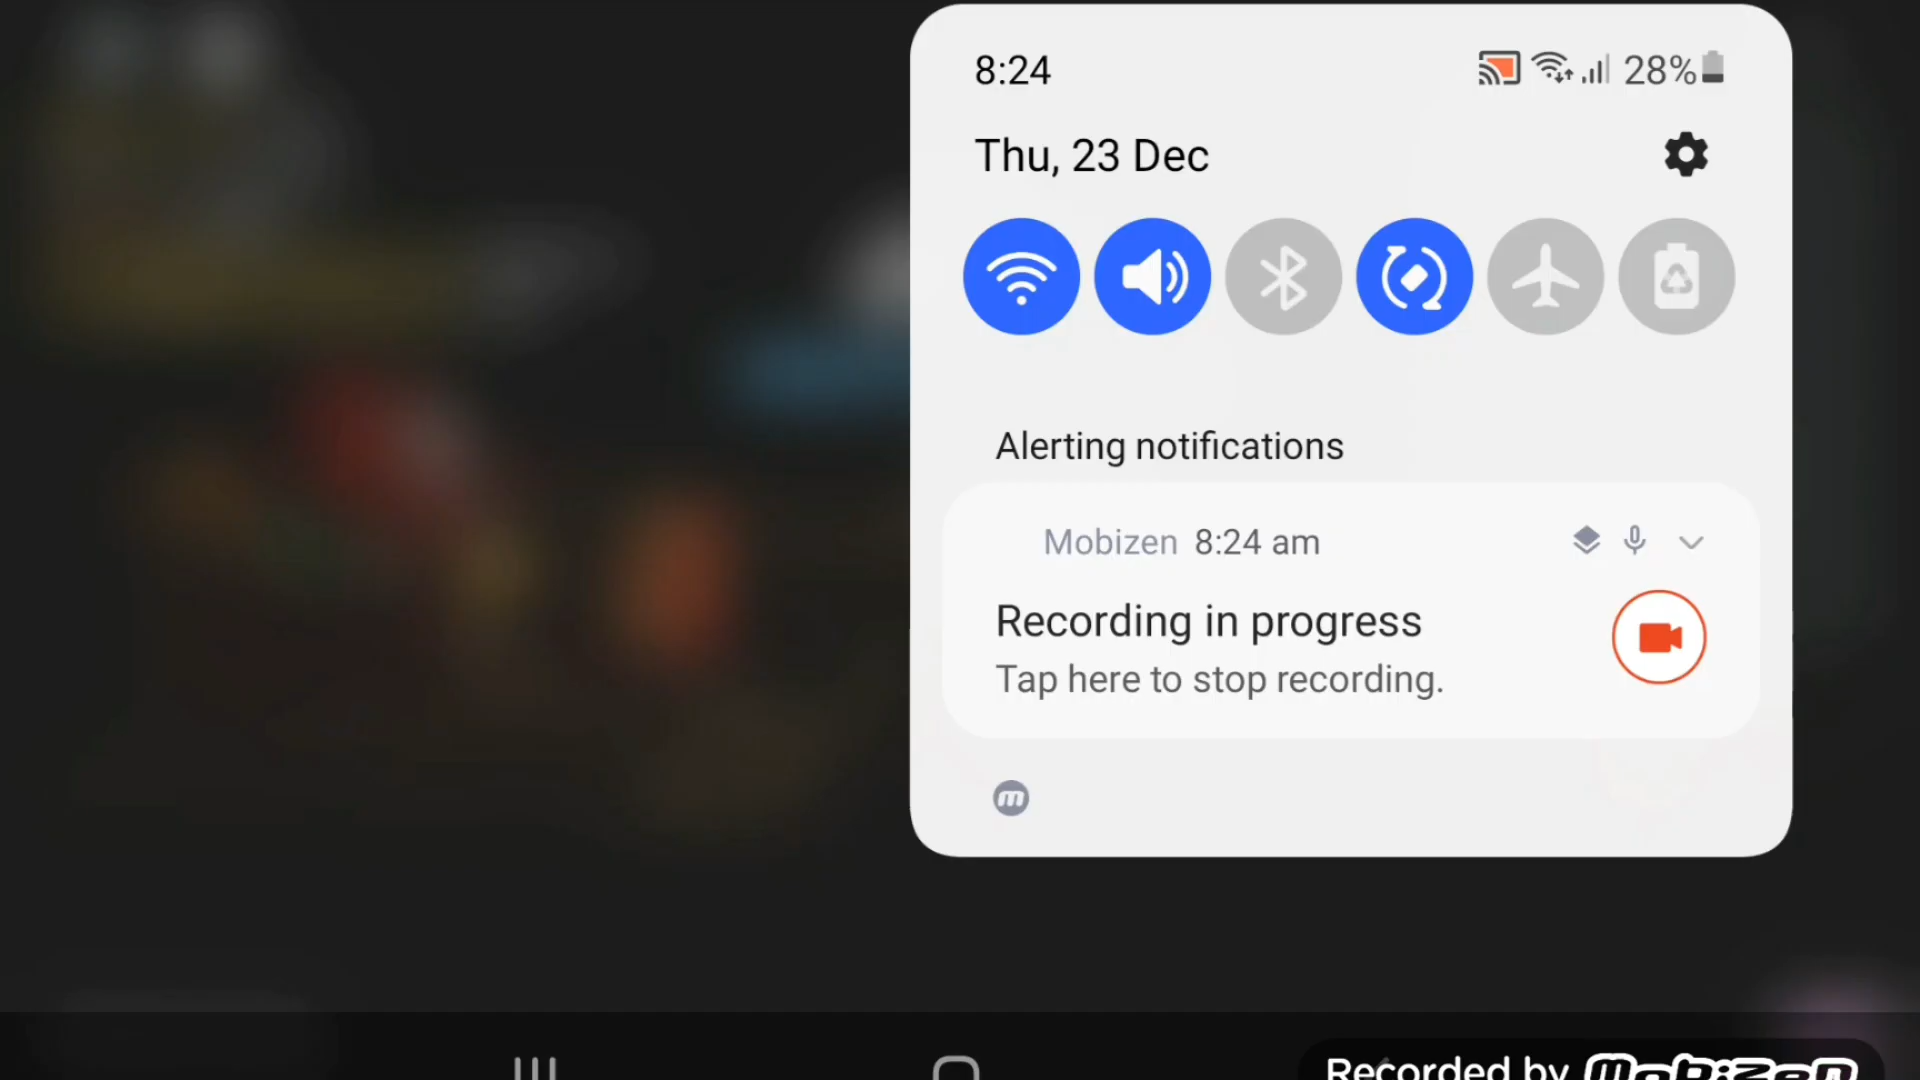 8:24 28%
Thu, 23 Dec
Alerting notifications
Mobizen 8:24 am
Recording in progress
Tap here to stop recording.
m
Recorded by mobizen